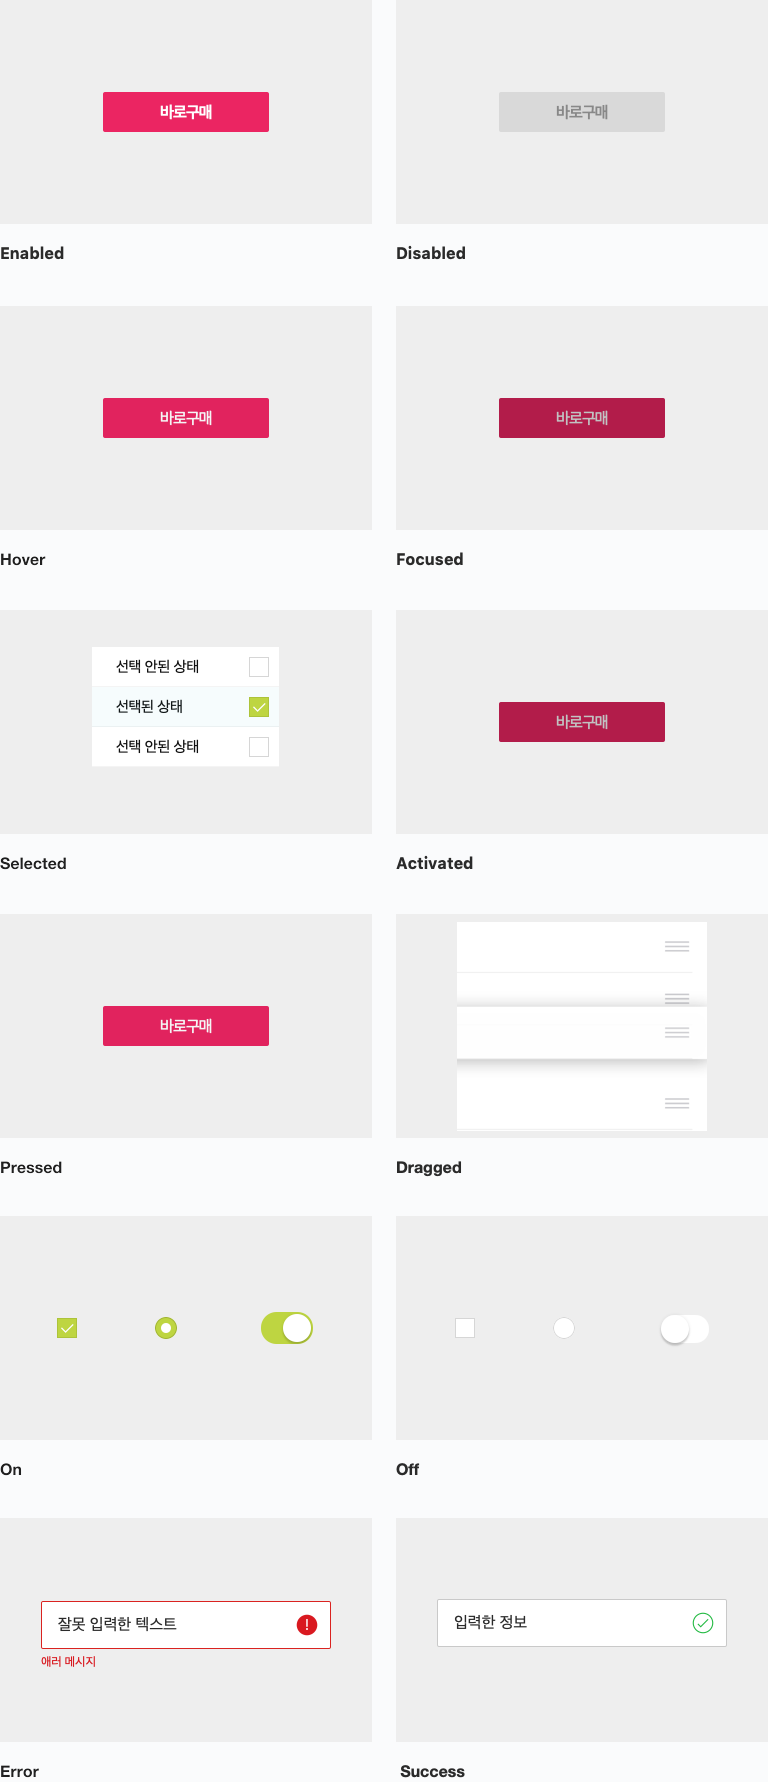 바로구매
바로구매
Enabled
Disabled
바로구매
바로구매
Hover
Focused
선택 안된 상태
선택된 상태
선택 안된 상태
바로구매
Selected
Activated
바로구매
Pressed
Dragged
On
Off
잘못 입력한 텍스트
애러 메시지
입력한 정보
Error
Success